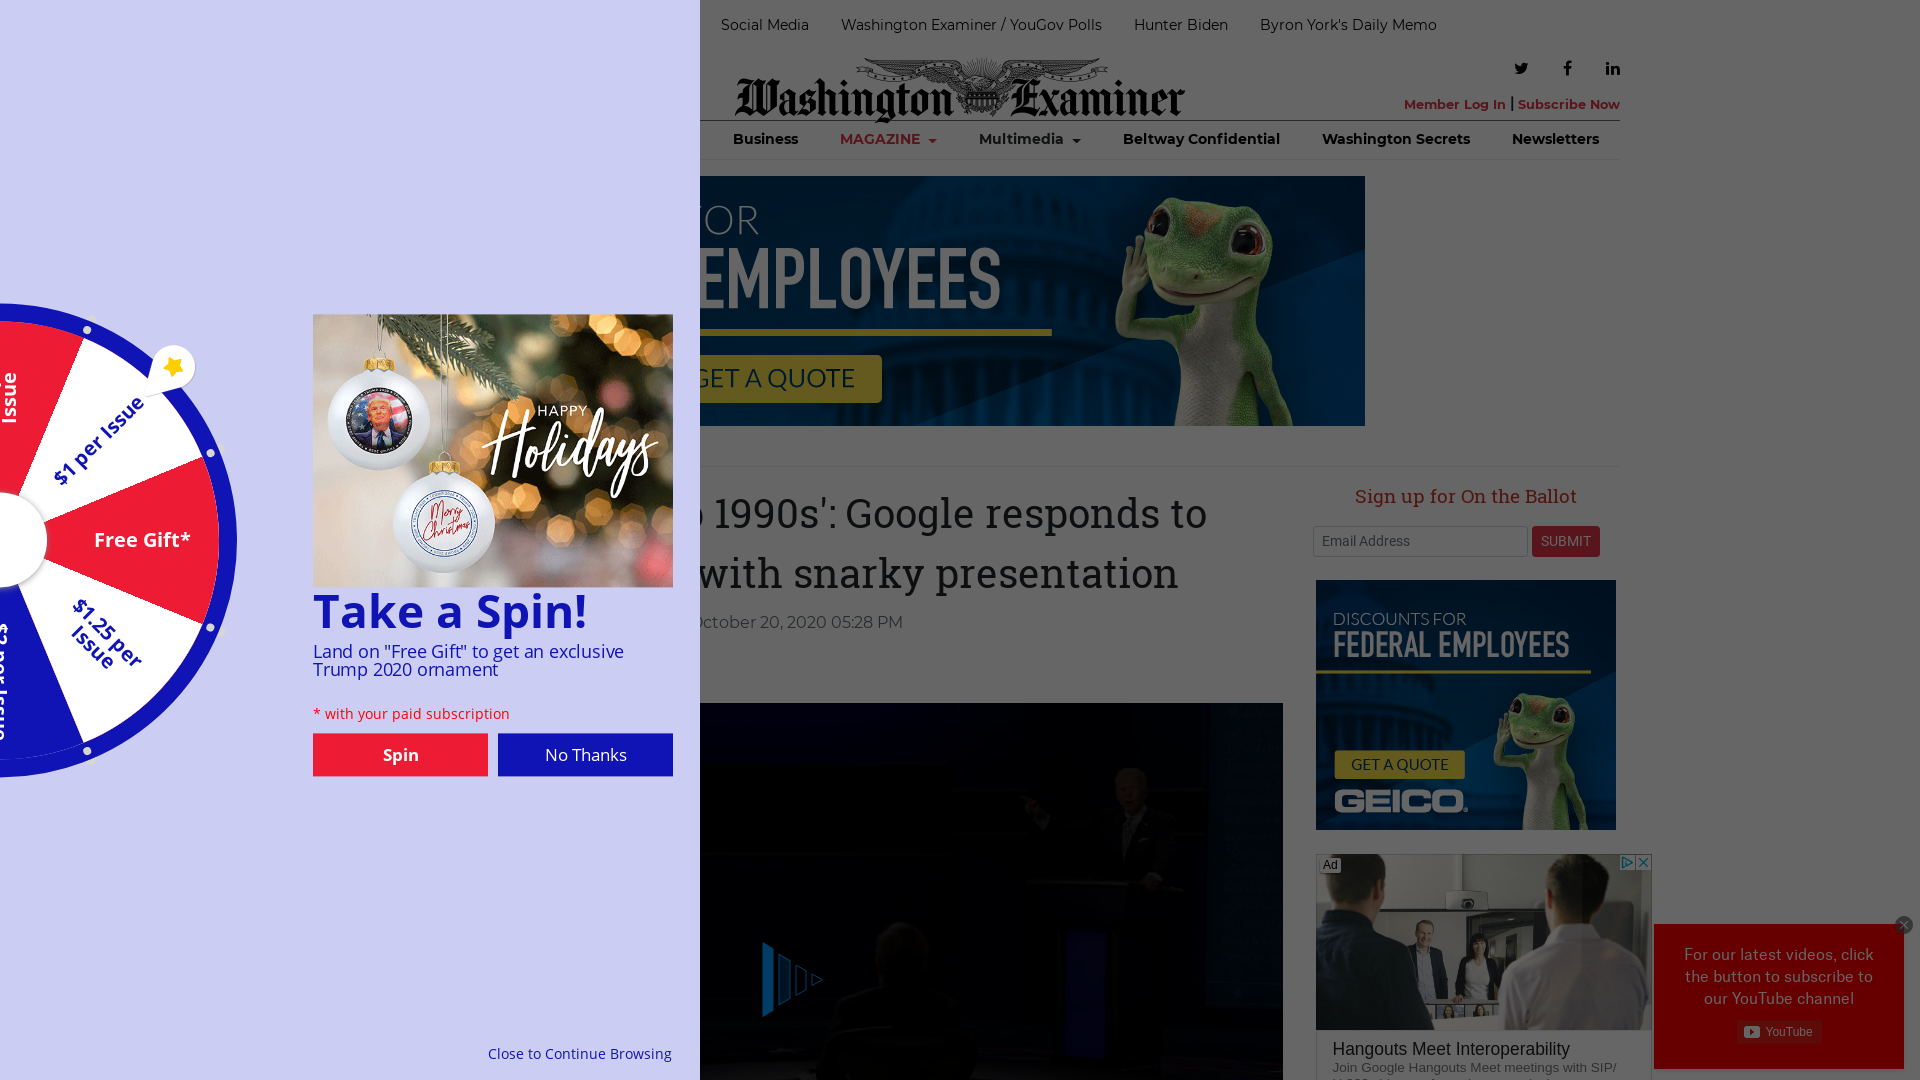 Social Media
Washington Examiner / YouGov Polls
Hunter Biden
Byron York's Daily Memo
Washington Examiner
Member Log In | Subscribe Now
Business
MAGAZINE
Multimedia
Beltway Confidential
Washington Secrets
Newsletters
OR
EMPLOYEES
GET A QUOTE
1990s': Google responds to
with snarky presentation
October 20, 2020 05:28 PM
Sign up for On the Ballot
Email Address
SUBMIT
DISCOUNTS FOR
FEDERAL EMPLOYEES
GET A QUOTE
GEICO
Ad
Hangouts Meet Interoperability
Join Google Hangouts Meet meetings with SIP/
For our latest videos, click
the button to subscribe to
our YouTube channel
YouTube
Issue
$1 per Issue
Free Gift*
$1.25 per
Issue
$2 per Issue
HAPPY
Holidays
Merry
Christmas
Take a Spin!
Land on "Free Gift" to get an exclusive
Trump 2020 ornament
* with your paid subscription
Spin
No Thanks
Close to Continue Browsing